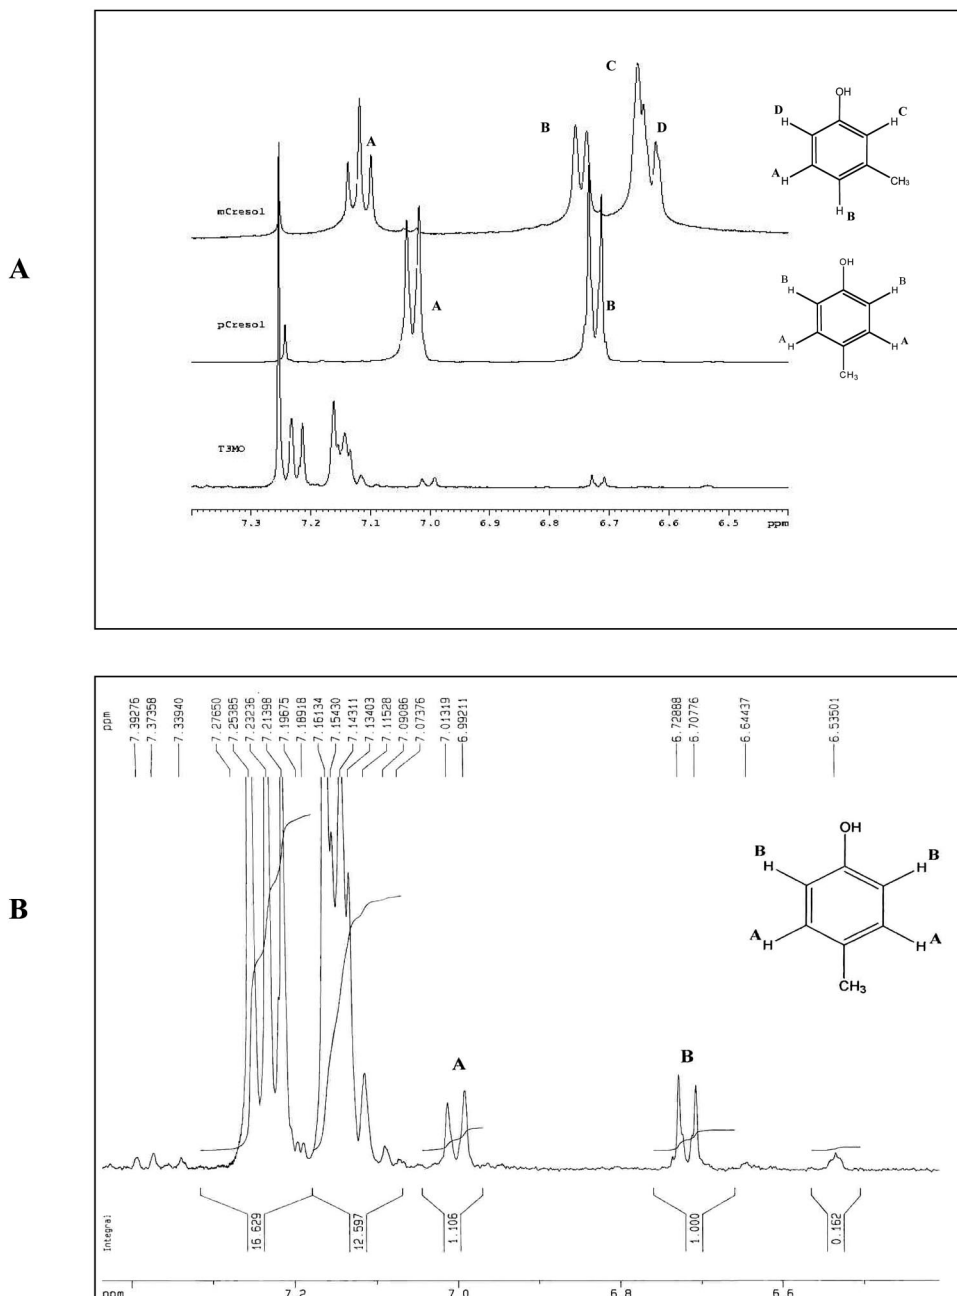 A
C
B
D
A
OH
D
H
C
H
A
H
CH3
H
B
mCresol
OH
B
B
H
H
A
H
H
A
CH3
A
B
pCresol
T3MO
7.3 7.2 7.1 7.0 6.9 6.8 6.7 6.6 6.5 ppm
B
ppm
7.39276
7.37358
7.33940
7.27650
7.25385
7.23236
7.21398
7.19675
7.18918
7.16134
7.15430
7.14311
7.13403
7.11528
7.09086
7.07376
7.01319
6.99211
6.72888
6.70776
6.64437
6.53501
OH
B
B
H
H
A
H
H
A
CH3
A
B
Integral
16.629
12.597
1.106
1.000
0.162
ppm 7.2 7.0 6.8 6.6